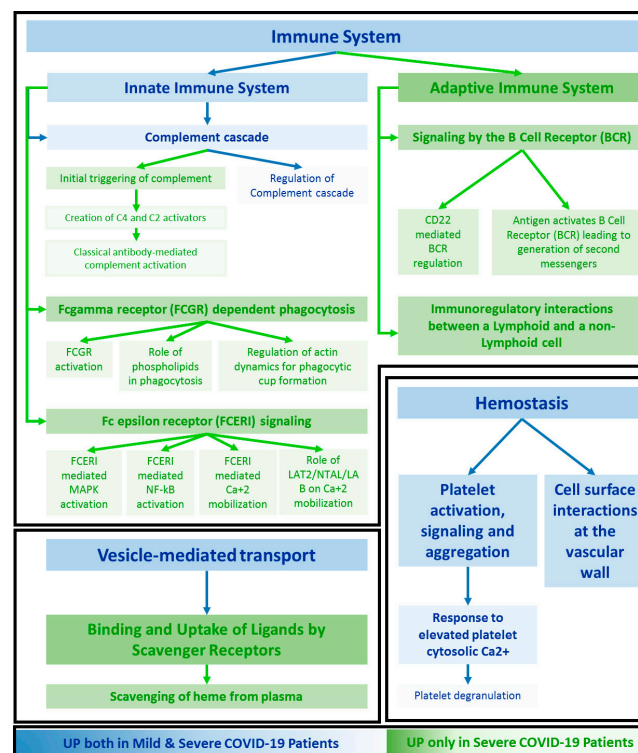 Immune System
Innate Immune System
Adaptive Immune System
Complement cascade
Signaling by the B Cell Receptor (BCR)
Initial triggering of complement
Regulation of
Complement cascade
Creation of C4 and C2 activators
Classical antibody-mediated
complement activation
CD22
mediated
BCR
regulation
Antigen activates B Cell
Receptor (BCR) leading to
generation of second
messengers
Fcgamma receptor (FCGR) dependent phagocytosis
Immunoregulatory interactions
between a Lymphoid and a non-
Lymphoid cell
FCGR
activation
Role of
phospholipids
in phagocytosis
Regulation of actin
dynamics for phagocytic
cup formation
Fc epsilon receptor (FCERI) signaling
FCERI
mediated
MAPK
activation
FCERI
mediated
NF-kB
activation
FCERI
mediated
Ca+2
mobilization
Role of
LAT2/NTAL/LA
B on Ca+2
mobilization
Hemostasis
Platelet
activation,
signaling and
aggregation
Cell surface
interactions
at the
vascular
wall
Response to
elevated platelet
cytosolic Ca2+
Platelet degranulation
Vesicle-mediated transport
Binding and Uptake of Ligands by
Scavenger Receptors
Scavenging of heme from plasma
UP both in Mild & Severe COVID-19 Patients
UP only in Severe COVID-19 Patients